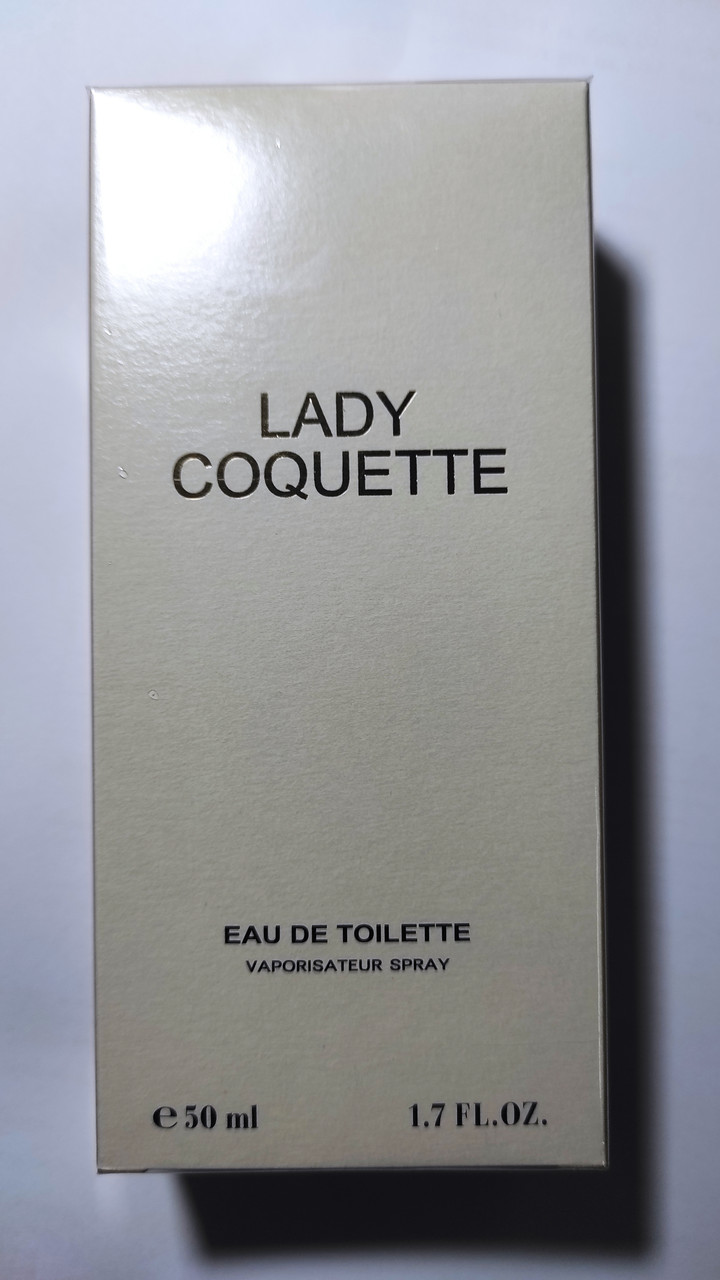 LADY
COQUETTE
EAU DE TOILETTE
VAPORISATEUR SPRAY
℮50 ml 1.7 FL.OZ.